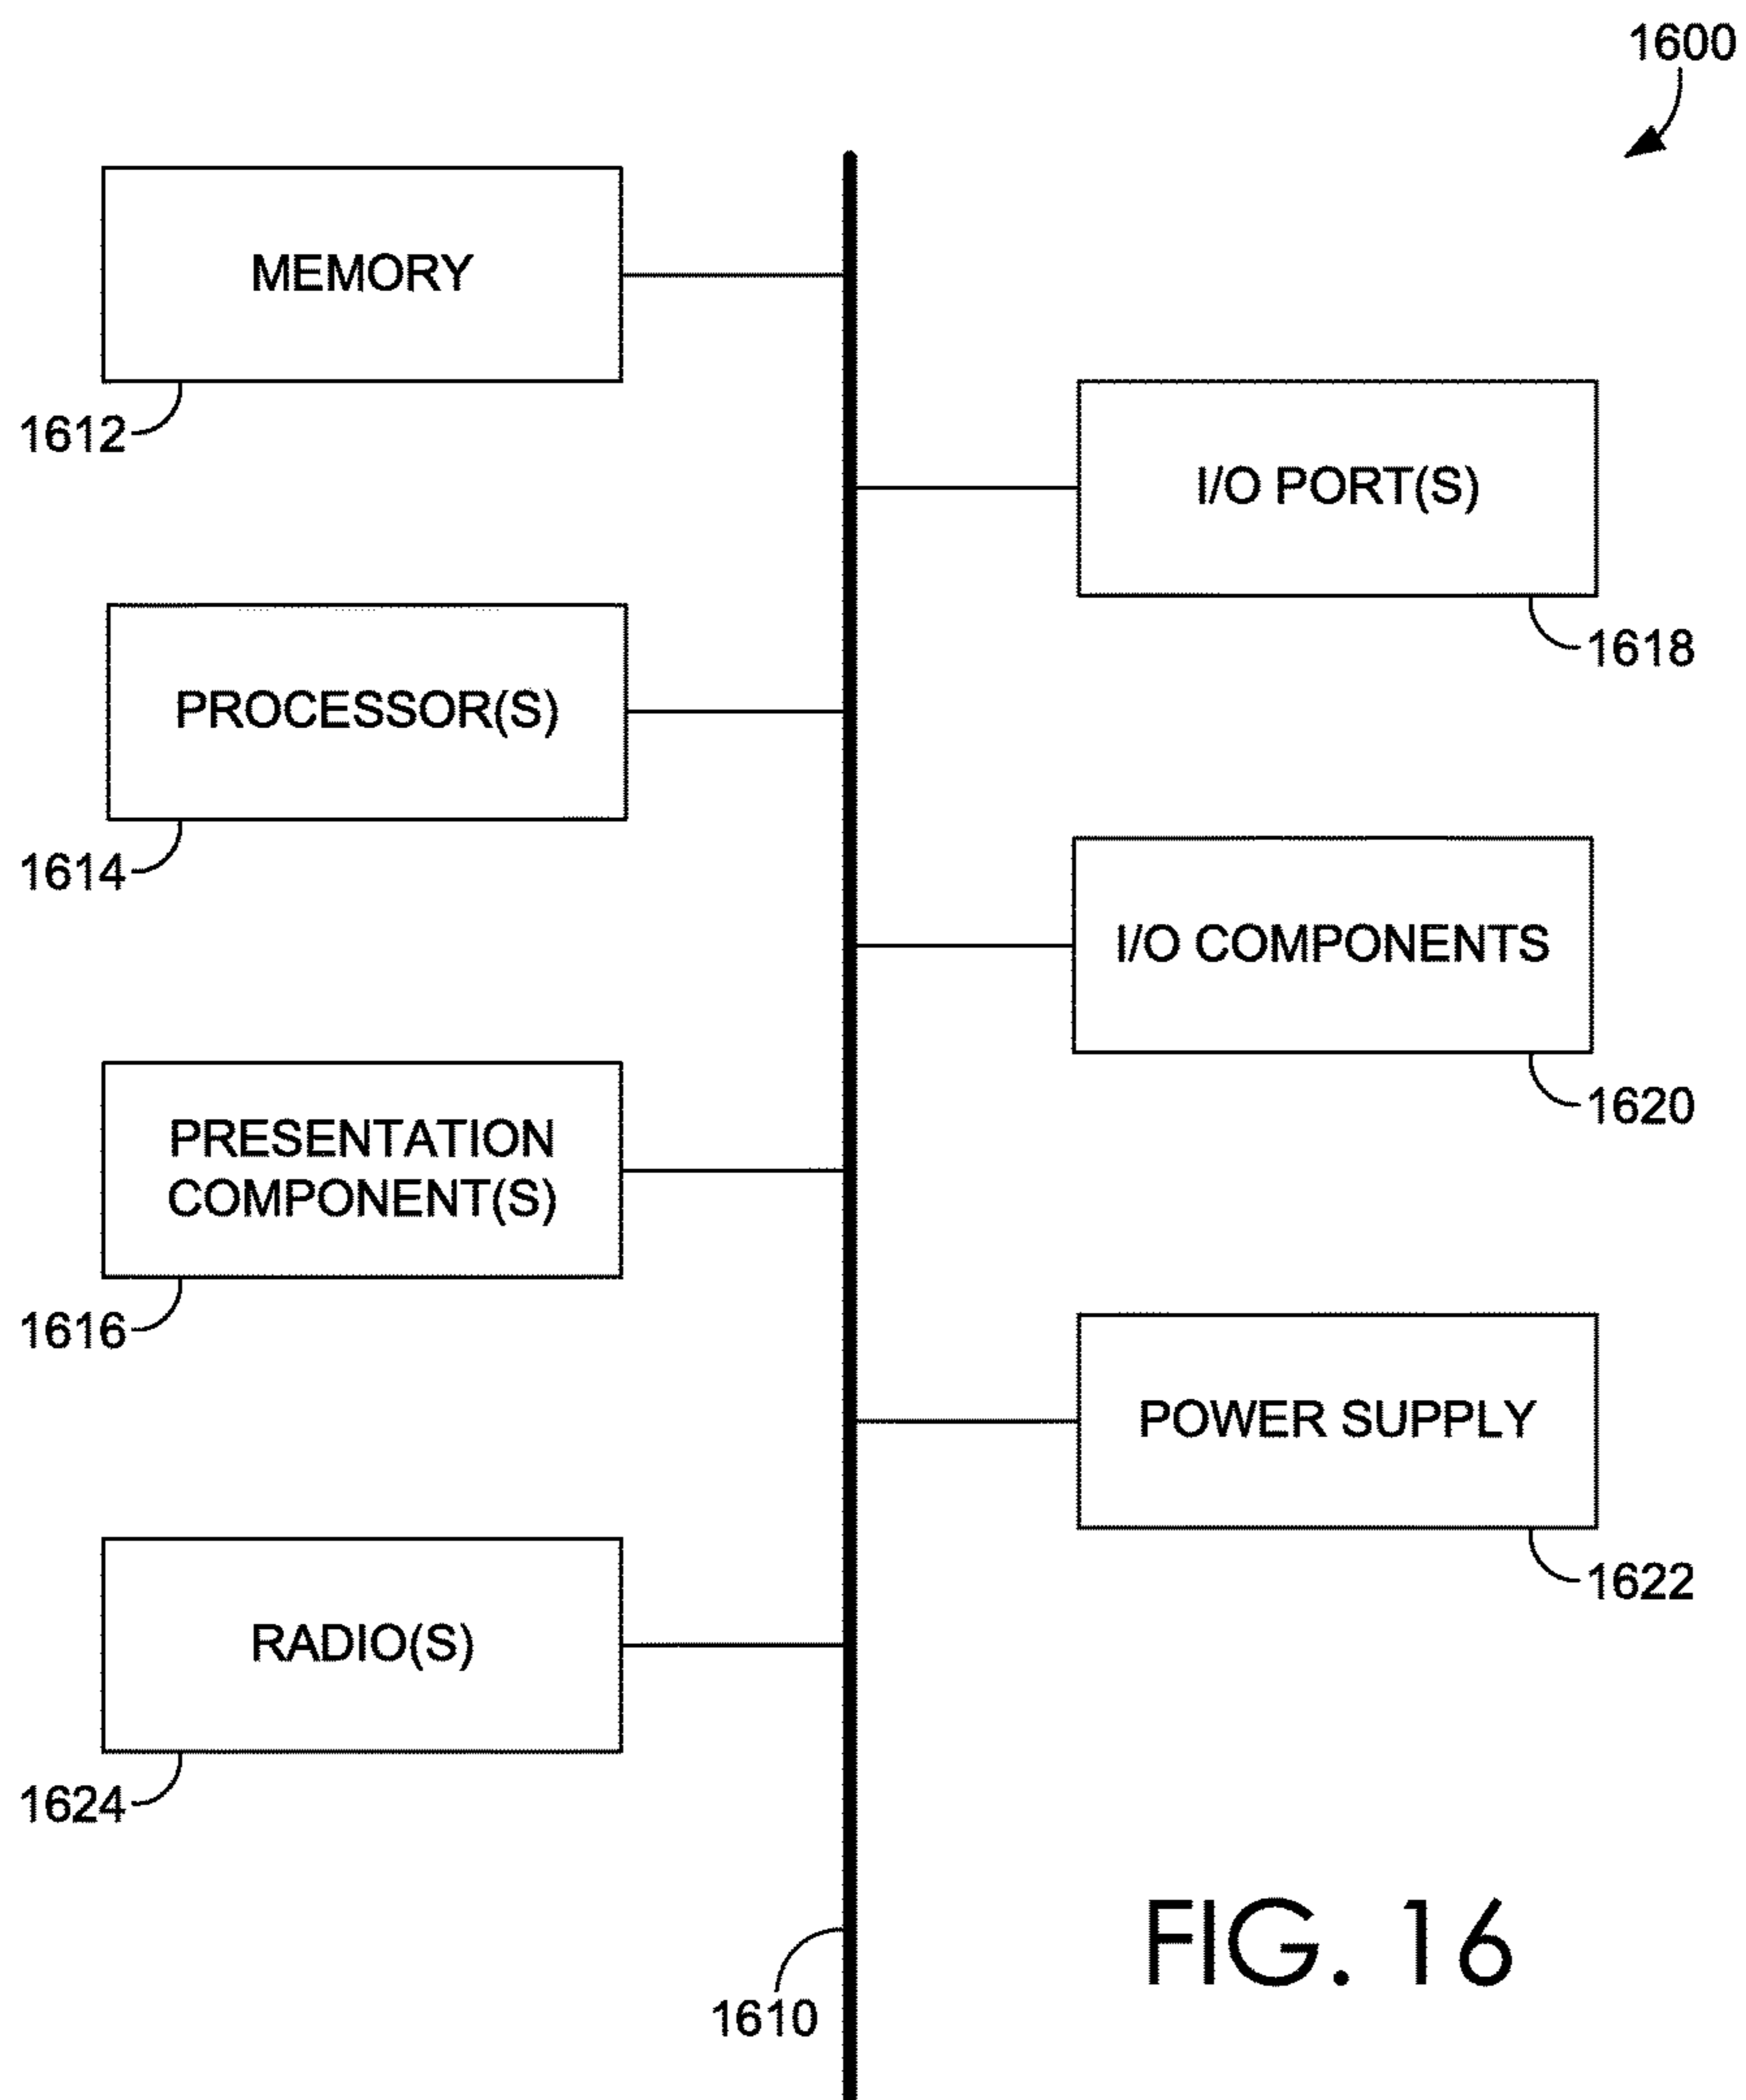 1600
MEMORY
1612
I/O PORT(S)
1618
PROCESSOR(S)
1614
I/O COMPONENTS
1620
PRESENTATION
COMPONENT(S)
1616
POWER SUPPLY
1622
RADIO(S)
1624
1610
FIG. 16